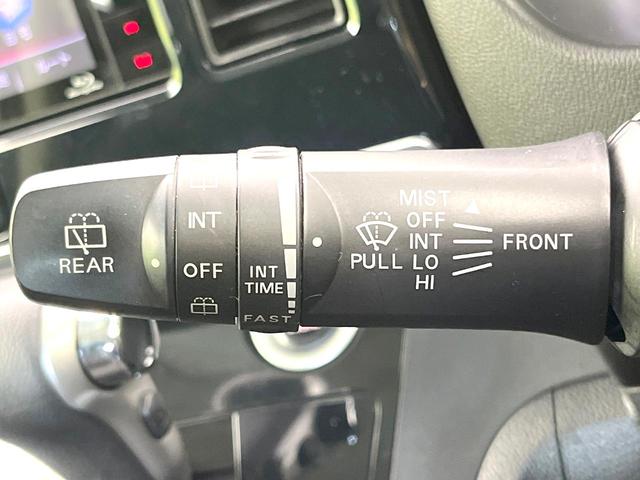 REAR
INT
OFF
INT
TIME
FAST
PULL
MIST
OFF
INT
LO
HI
FRONT